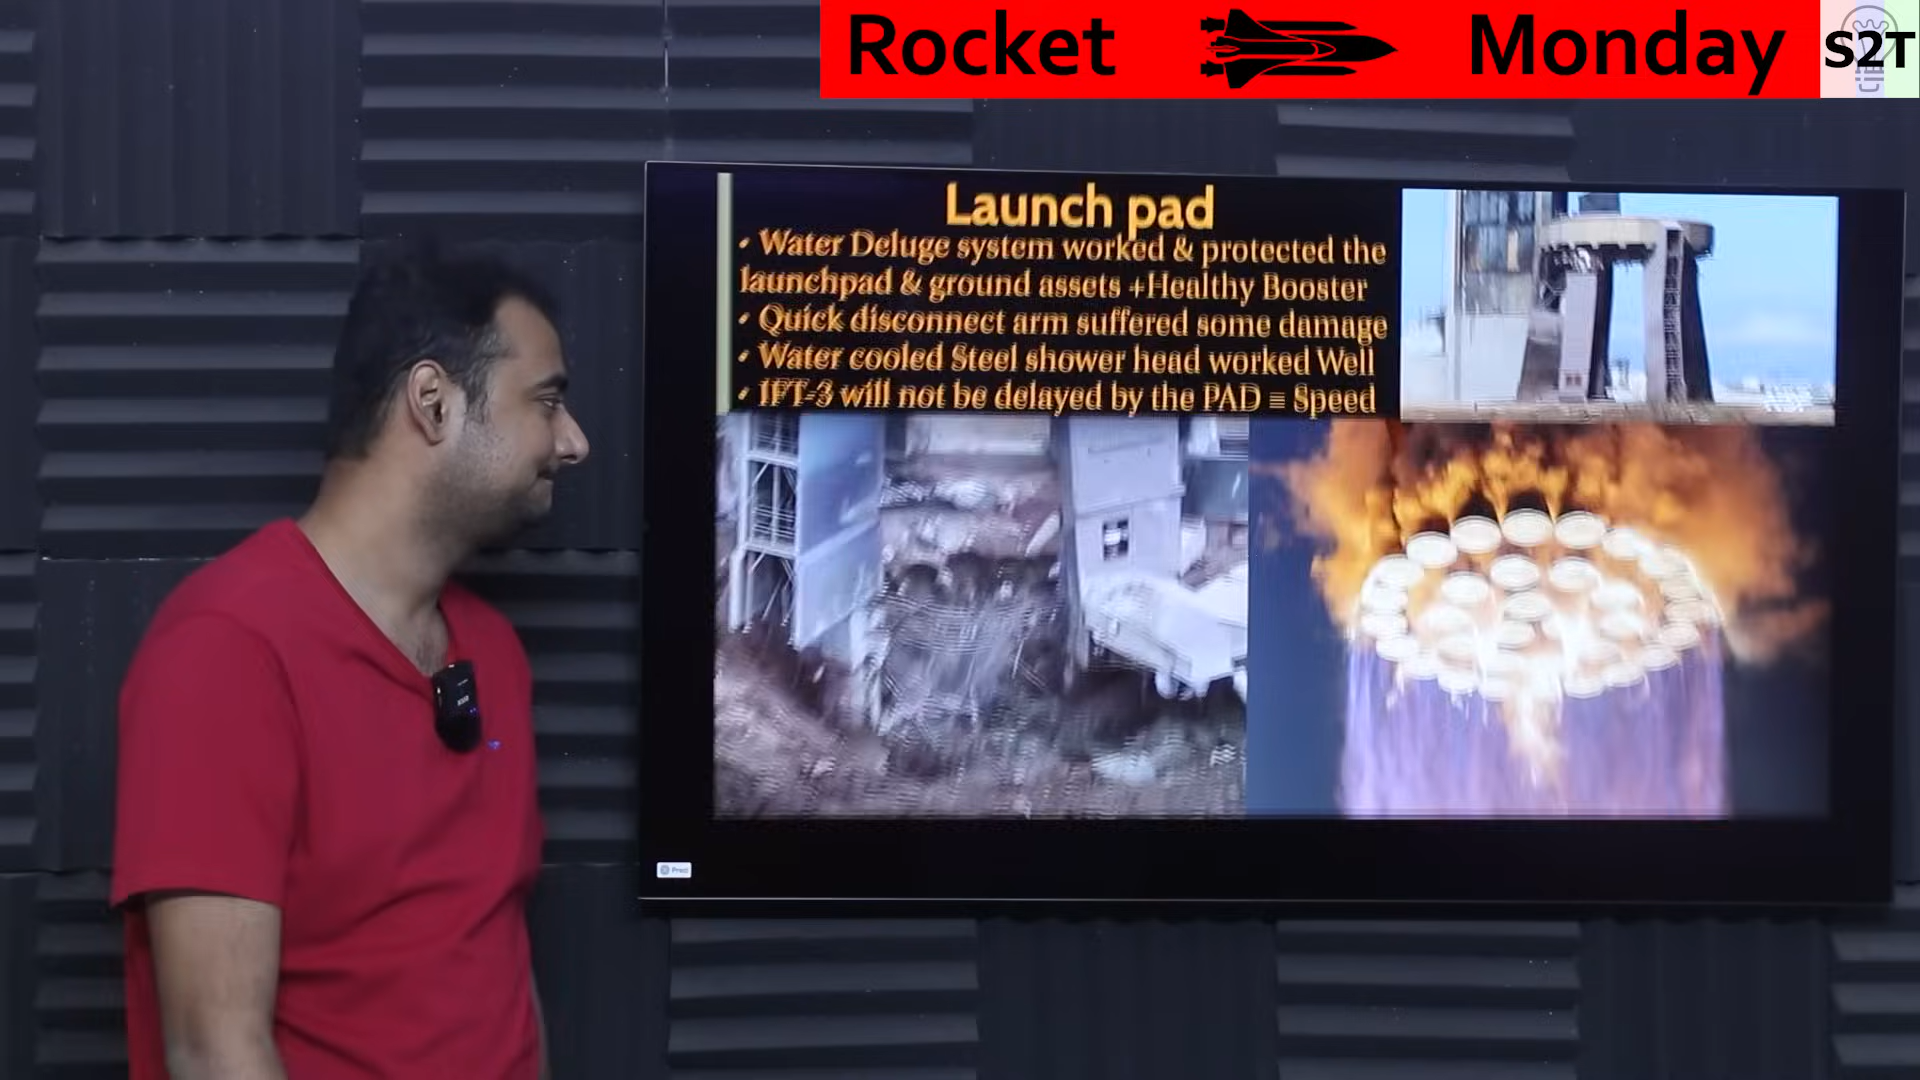 Rocket Monday S2T
Launch pad
• Water Deluge system worked & protected the
launchpad & ground assets +Healthy Booster
• Quick disconnect arm suffered some damage
• Water cooled Steel shower head worked Well
• IFT-3 will not be delayed by the PAD ≡ Speed